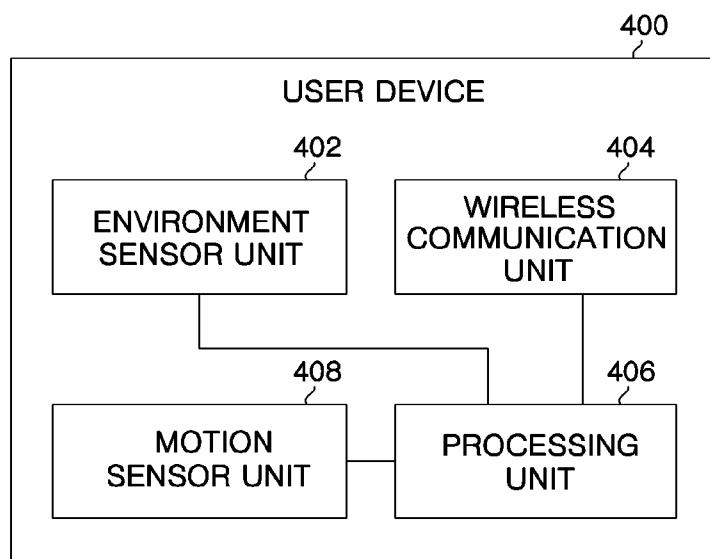 400
USER DEVICE
402
ENVIRONMENT
SENSOR UNIT
404
WIRELESS
COMMUNICATION
UNIT
408
MOTION
SENSOR UNIT
406
PROCESSING
UNIT